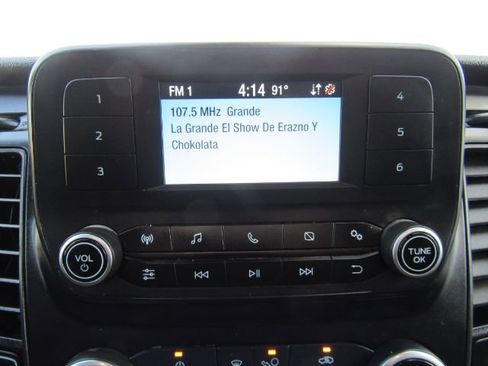 FM 1 4:14 91°
107.5 MHz Grande
La Grande El Show De Erazno Y
Chokolata
1
2
3
4
5
6
VOL
TUNE
OK